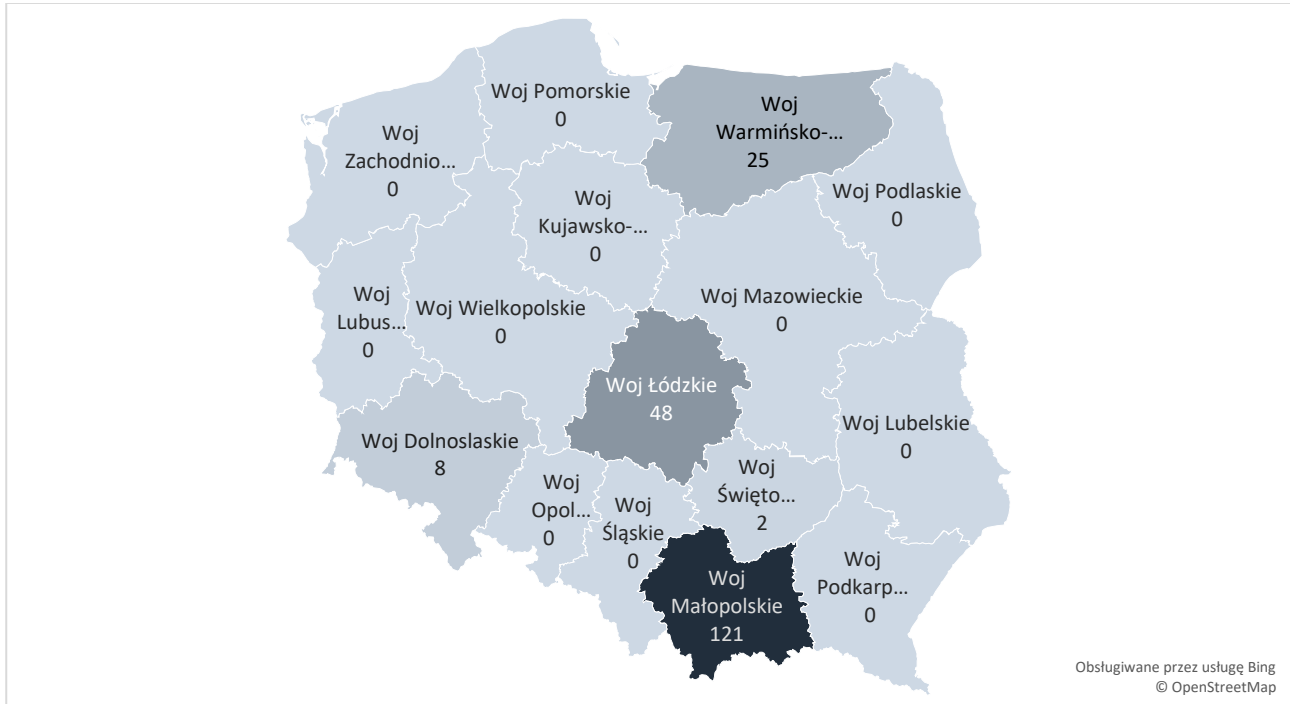 Woj Pomorskie
0
Woj
Warmińsko-...
25
Woj
Zachodnio...
0
Woj Podlaskie
0
Woj
Kujawsko-...
0
Woj
Lubus...
0
Woj Wielkopolskie
0
Woj Mazowieckie
0
Woj Łódzkie
48
Woj Lubelskie
0
Woj Dolnoslaskie
8
Woj
Opol...
0
Woj
Śląskie
0
Woj
Święto...
2
Woj
Małopolskie
121
Woj
Podkarp...
0
Obsługiwane przez usługę Bing
© OpenStreetMap